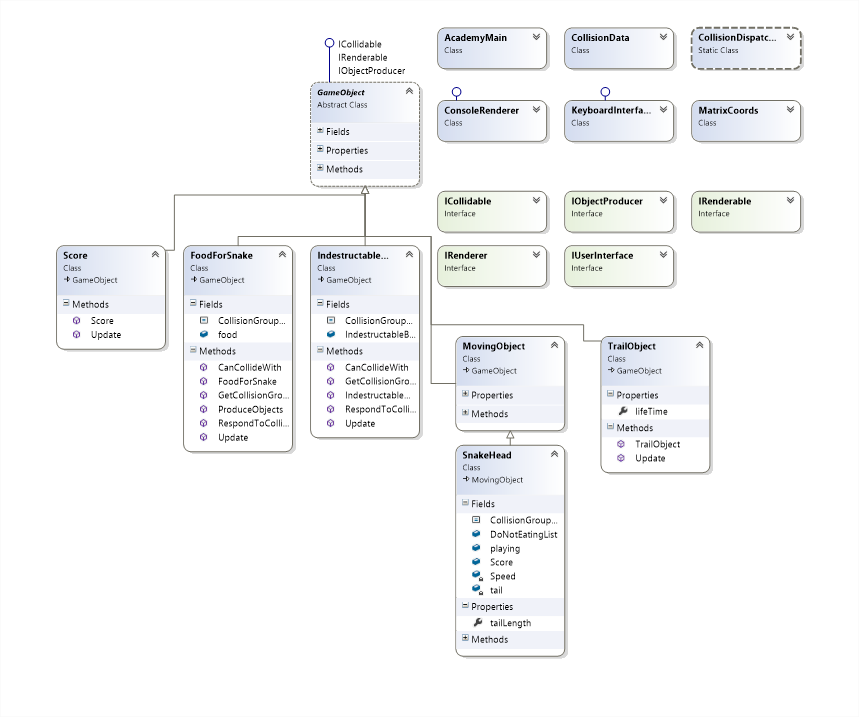 ICollidable
IRenderable
IObjectProducer
GameObject
Abstract Class
Fields
Properties
Methods
AcademyMain
Class
CollisionData
Class
CollisionDispatc...
Static Class
ConsoleRenderer
Class
KeyboardInterfa...
Class
MatrixCoords
Class
ICollidable
Interface
IObjectProducer
Interface
IRenderable
Interface
IRenderer
Interface
IUserInterface
Interface
Score
Class
GameObject
Methods
Score
Update
FoodForSnake
Class
GameObject
Fields
CollisionGroup...
food
Methods
CanCollideWith
FoodForSnake
GetCollisionGro...
ProduceObjects
RespondToColli...
Update
Indestructable...
Class
GameObject
Fields
CollisionGroup...
IndestructableB...
Methods
CanCollideWith
GetCollisionGro...
Indestructable...
RespondToColli...
Update
MovingObject
Class
GameObject
Properties
Methods
TrailObject
Class
GameObject
Properties
lifeTime
Methods
TrailObject
Update
SnakeHead
Class
MovingObject
Fields
CollisionGroup...
DoNotEatingList
playing
Score
Speed
tail
Properties
tailLength
Methods